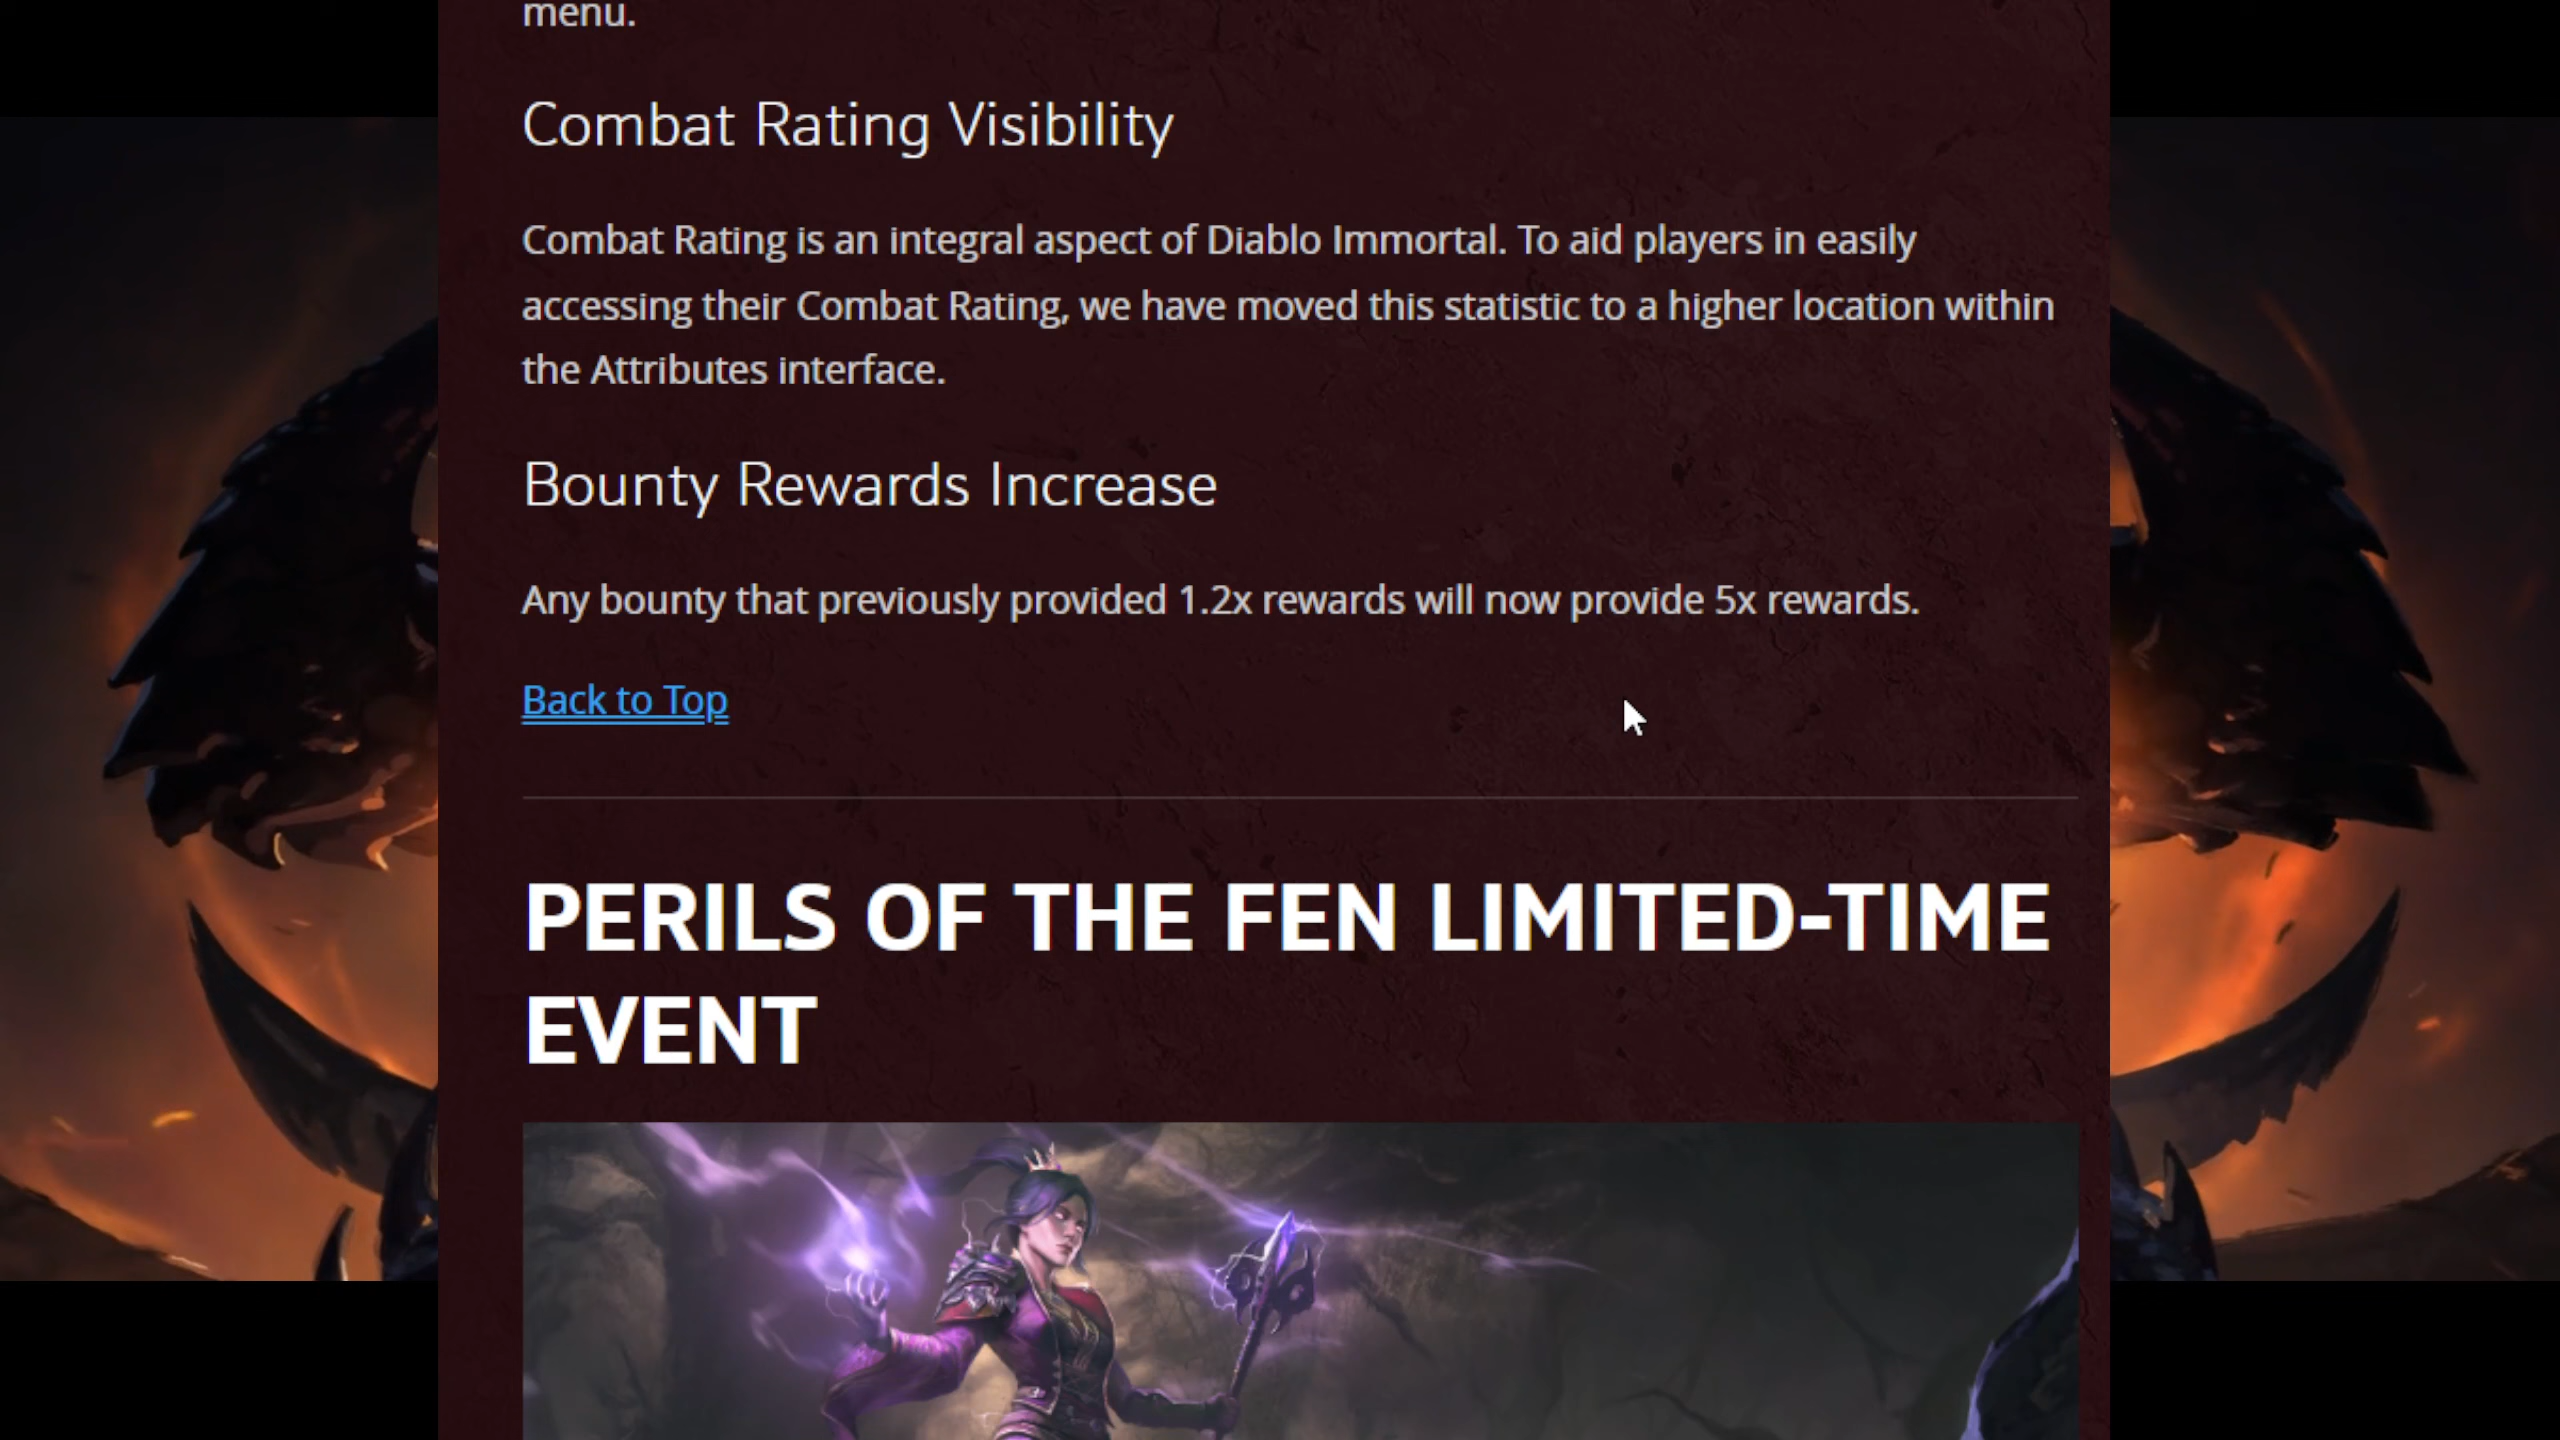 menu.
Combat Rating Visibility
Combat Rating is an integral aspect of Diablo Immortal. To aid players in easily
accessing their Combat Rating, we have moved this statistic to a higher location within
the Attributes interface.
Bounty Rewards Increase
Any bounty that previously provided 1.2x rewards will now provide 5x rewards.
Back to Top
PERILS OF THE FEN LIMITED-TIME
EVENT